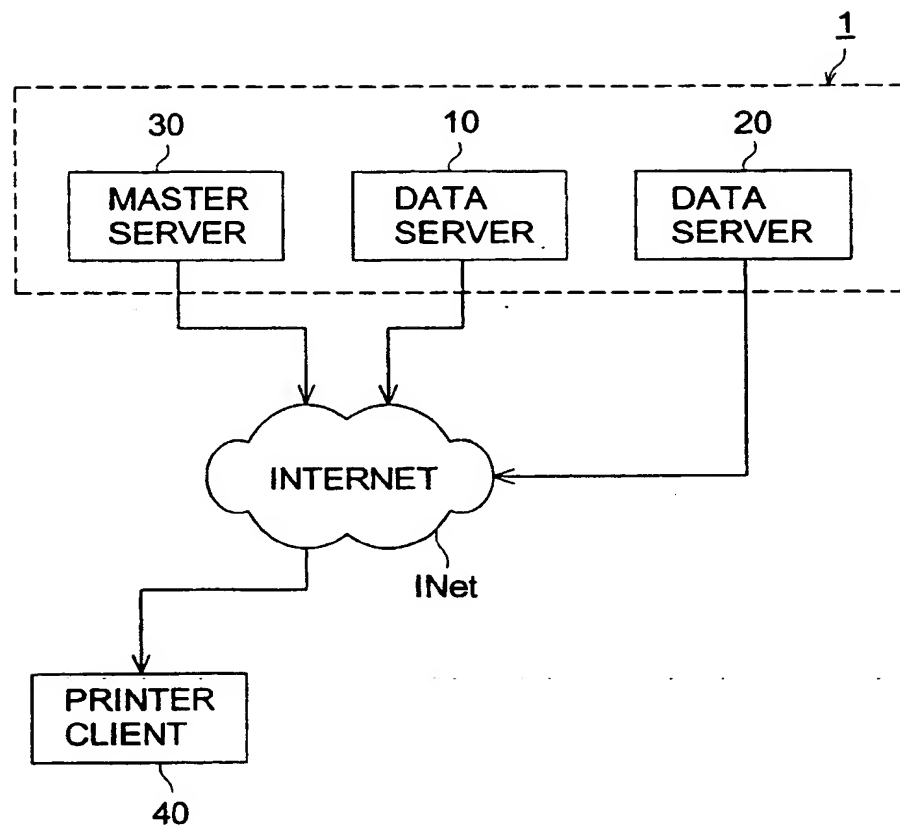 1
30
10
20
MASTER
SERVER
DATA
SERVER
DATA
SERVER
INTERNET
INet
PRINTER
CLIENT
40